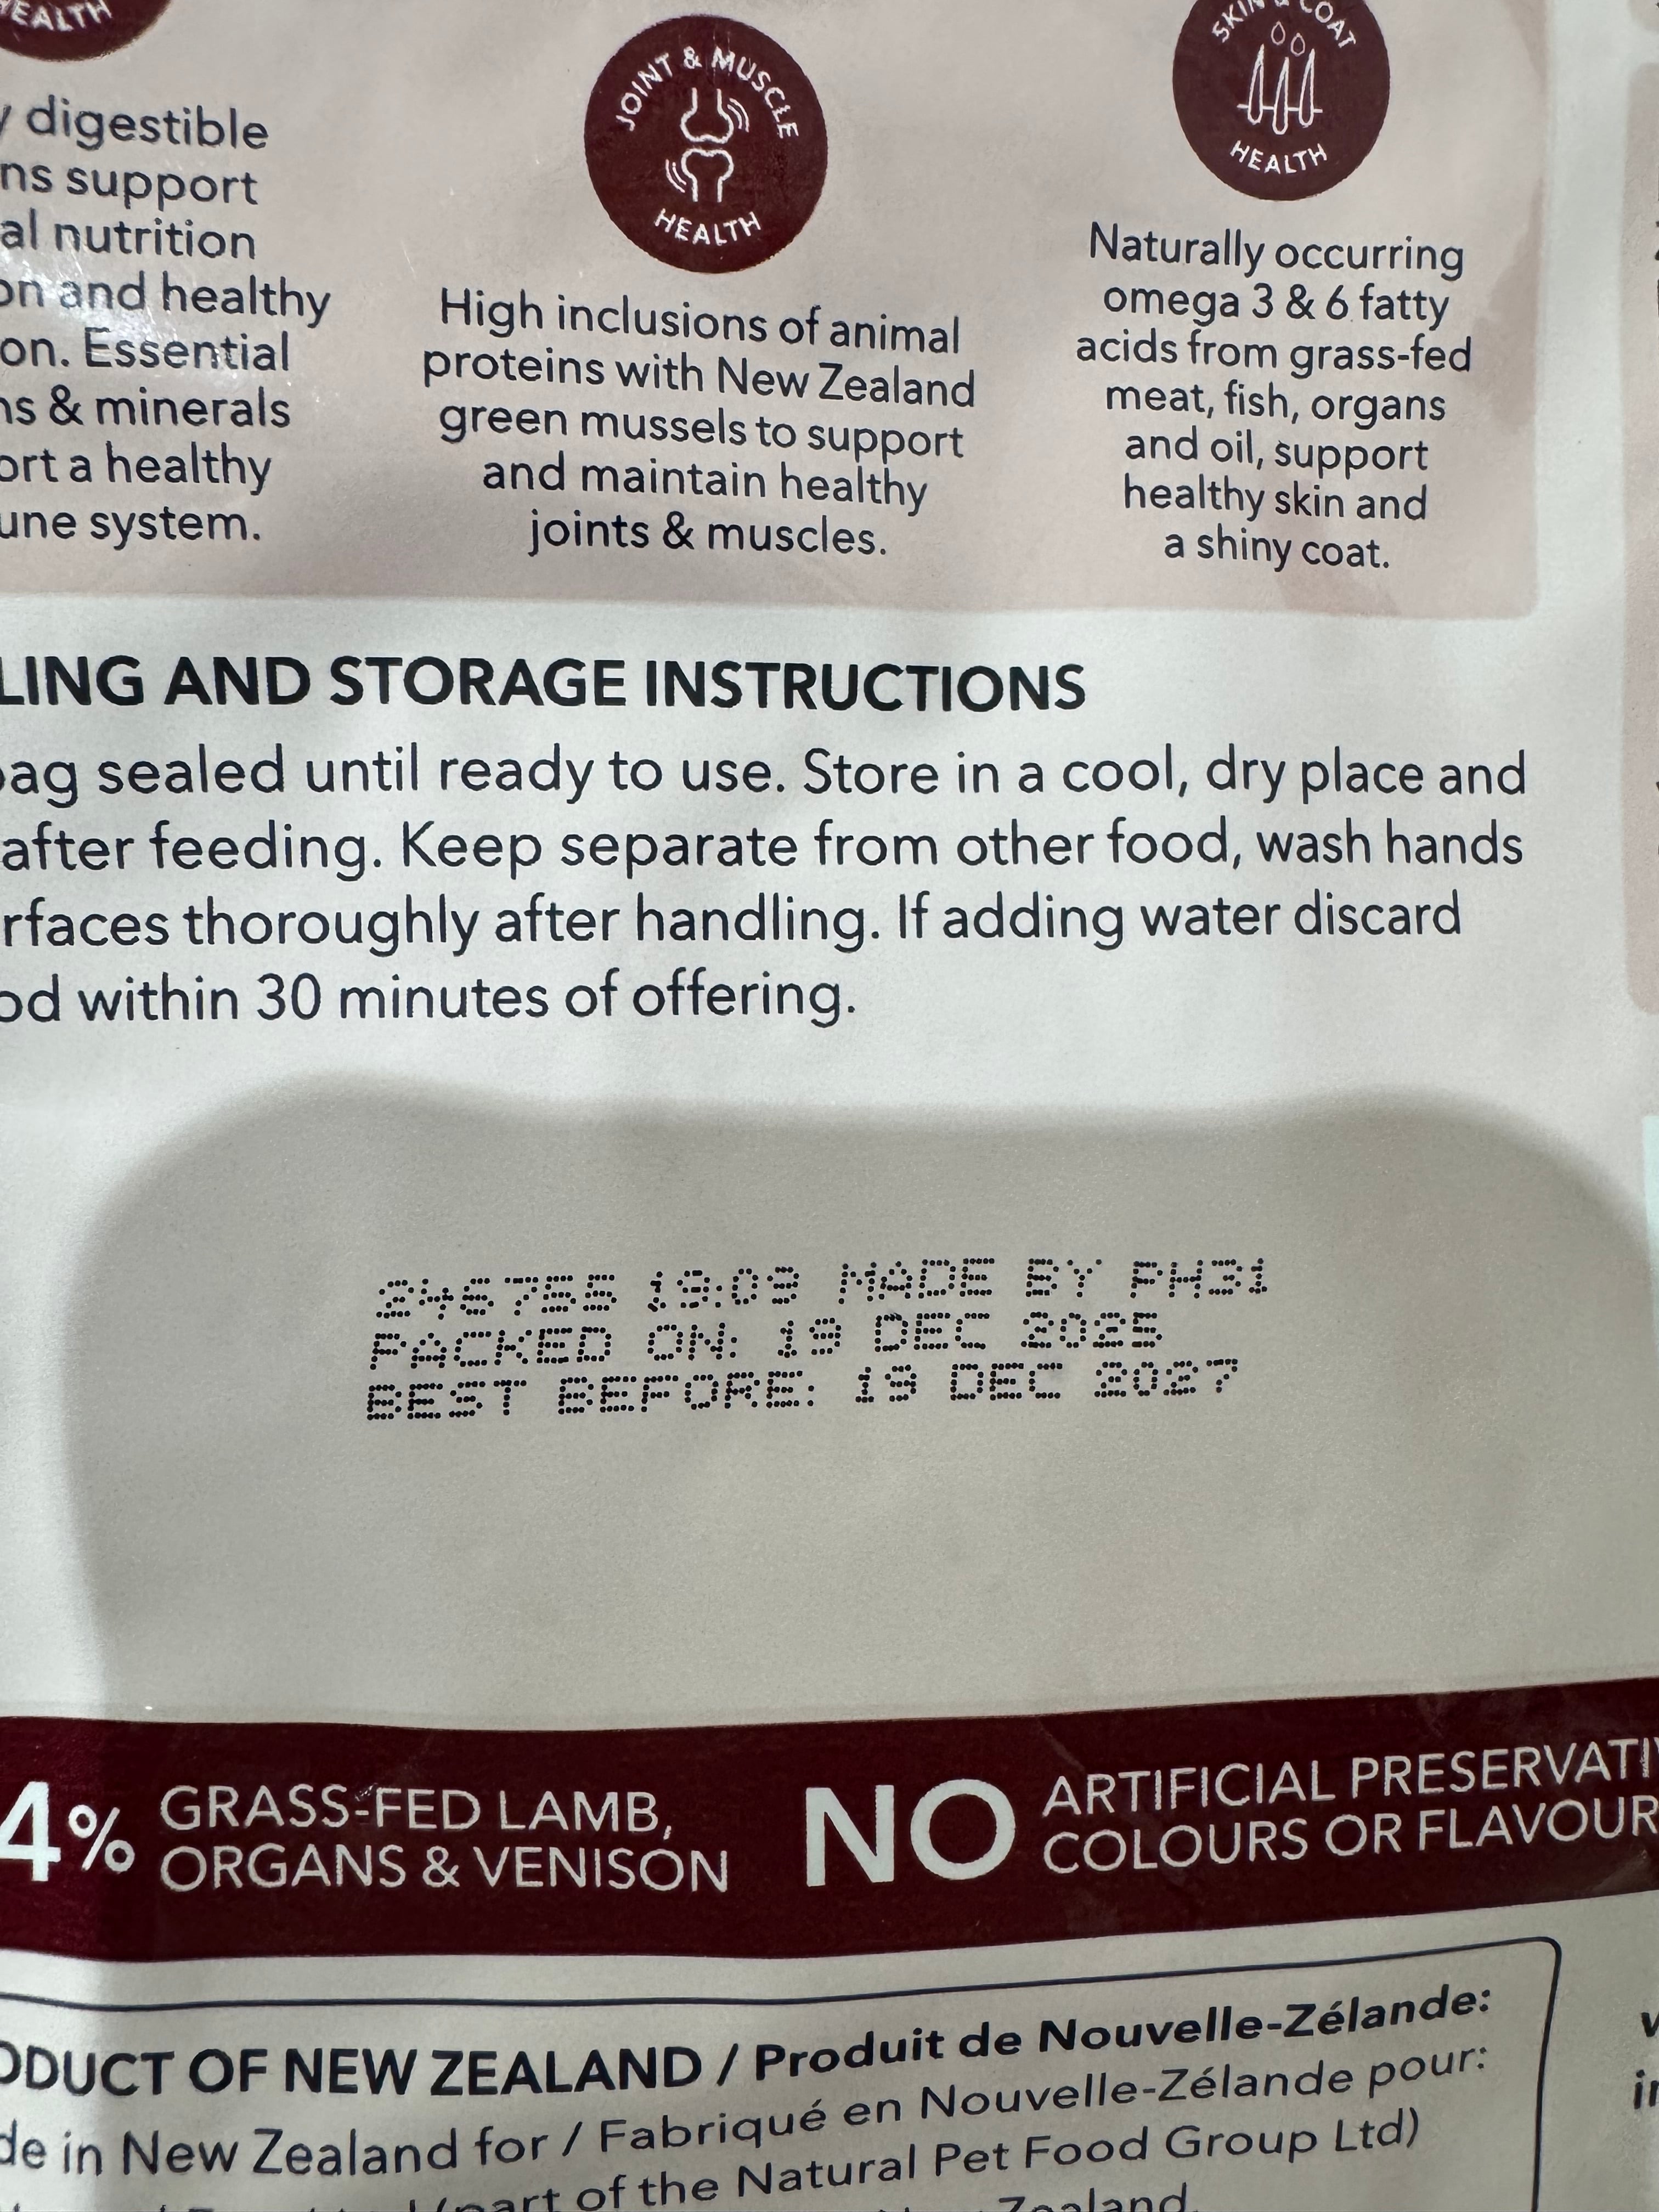 HEALTH
digestible
ns support
al nutrition
on and healthy
on. Essential
ns & minerals
ort a healthy
une system.
JOINT & MUSCLE
HEALTH
High inclusions of animal
proteins with New Zealand
green mussels to support
and maintain healthy
joints & muscles.
SKIN & COAT
HEALTH
Naturally occurring
omega 3 & 6 fatty
acids from grass-fed
meat, fish, organs
and oil, support
healthy skin and
a shiny coat.
LING AND STORAGE INSTRUCTIONS
bag sealed until ready to use. Store in a cool, dry place and
after feeding. Keep separate from other food, wash hands
rfaces thoroughly after handling. If adding water discard
od within 30 minutes of offering.
246755 19:09 MADE BY PH31
PACKED ON: 19 DEC 2025
BEST BEFORE: 19 DEC 2027
4% GRASS-FED LAMB,
ORGANS & VENISON
NO ARTIFICIAL PRESERVATI
COLOURS OR FLAVOUR
ODUCT OF NEW ZEALAND / Produit de Nouvelle-Zélande:
de in New Zealand for / Fabriqué en Nouvelle-Zélande pour:
(part of the Natural Pet Food Group Ltd)
Zealand.